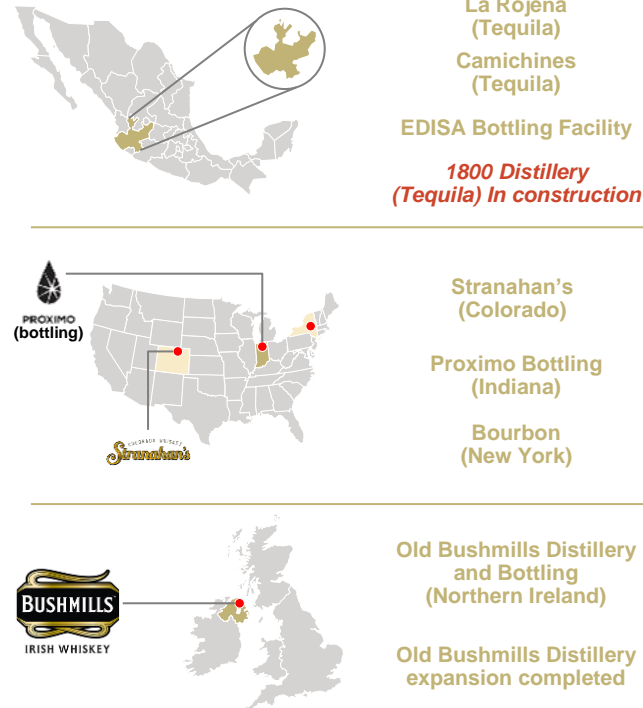 La Rojeña
(Tequila)
Camichines
(Tequila)
EDISA Bottling Facility
1800 Distillery
(Tequila) In construction
PROXIMO
(bottling)
COLORADO WHISKEY
Stranahan's
Stranahan's
(Colorado)
Proximo Bottling
(Indiana)
Bourbon
(New York)
BUSHMILLS
IRISH WHISKEY
Old Bushmills Distillery
and Bottling
(Northern Ireland)
Old Bushmills Distillery
expansion completed